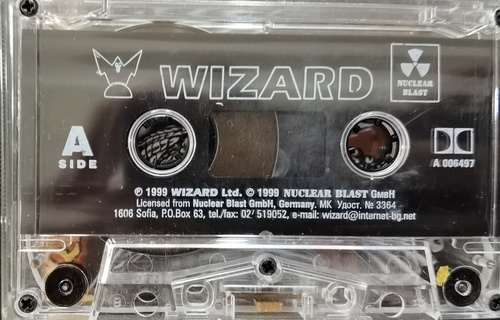 WIZARD
NUCLEAR
BLAST
A
SIDE
A 006497
℗ 1999 WIZARD Ltd. © 1999 NUCLEAR BLAST GMBH
Licensed from Nuclear Blast GmbH, Germany. МК Удост. № 3364
1606 Sofia, P.O.Box 63, tel./fax: 02/ 519052, e-mail: wizard@internet-bg.net